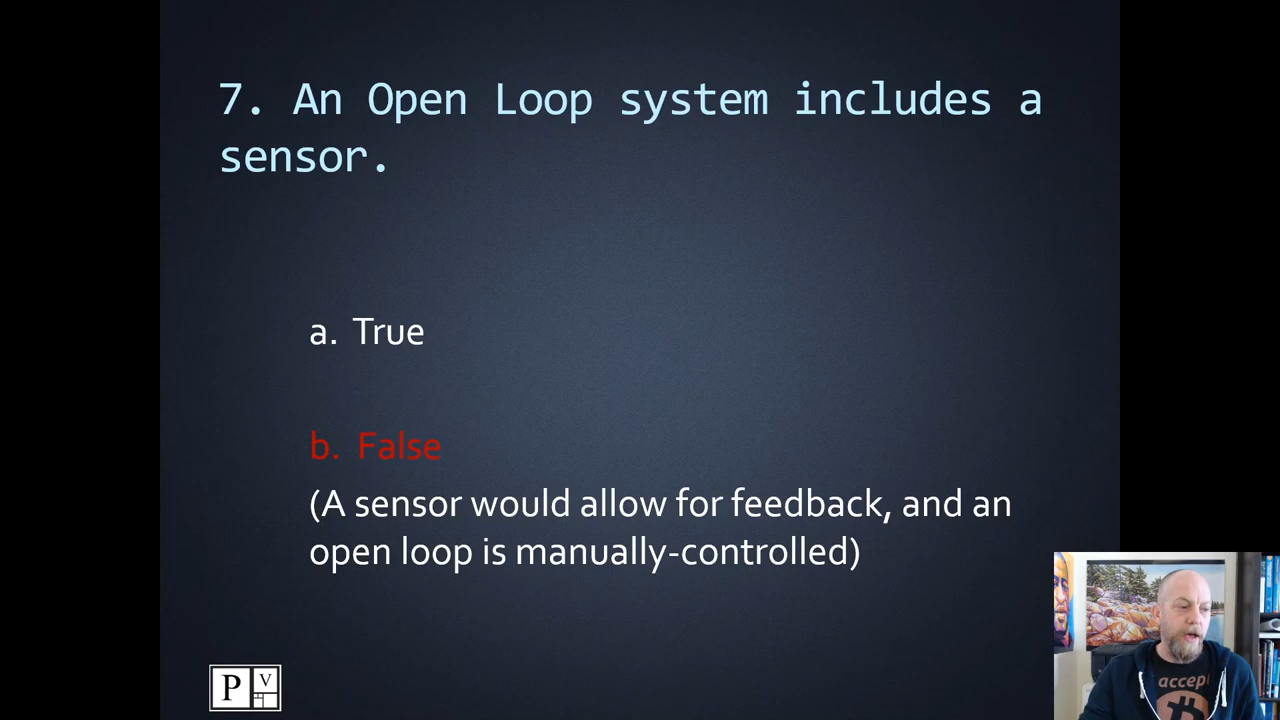 7. An Open Loop system includes a
sensor.
a. True
b. False
(A sensor would allow for feedback, and an
open loop is manually-controlled)
P V
accept